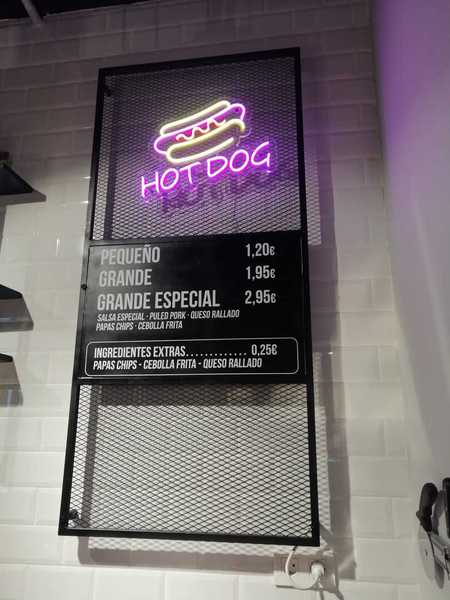 HOT DOG
PEQUEÑO 1,20€
GRANDE 1,95€
GRANDE ESPECIAL 2,95€
SALSA ESPECIAL · PULED PORK · QUESO RALLADO
PAPAS CHIPS · CEBOLLA FRITA
INGREDIENTES EXTRAS............. 0,25€
PAPAS CHIPS - CEBOLLA FRITA - QUESO RALLADO